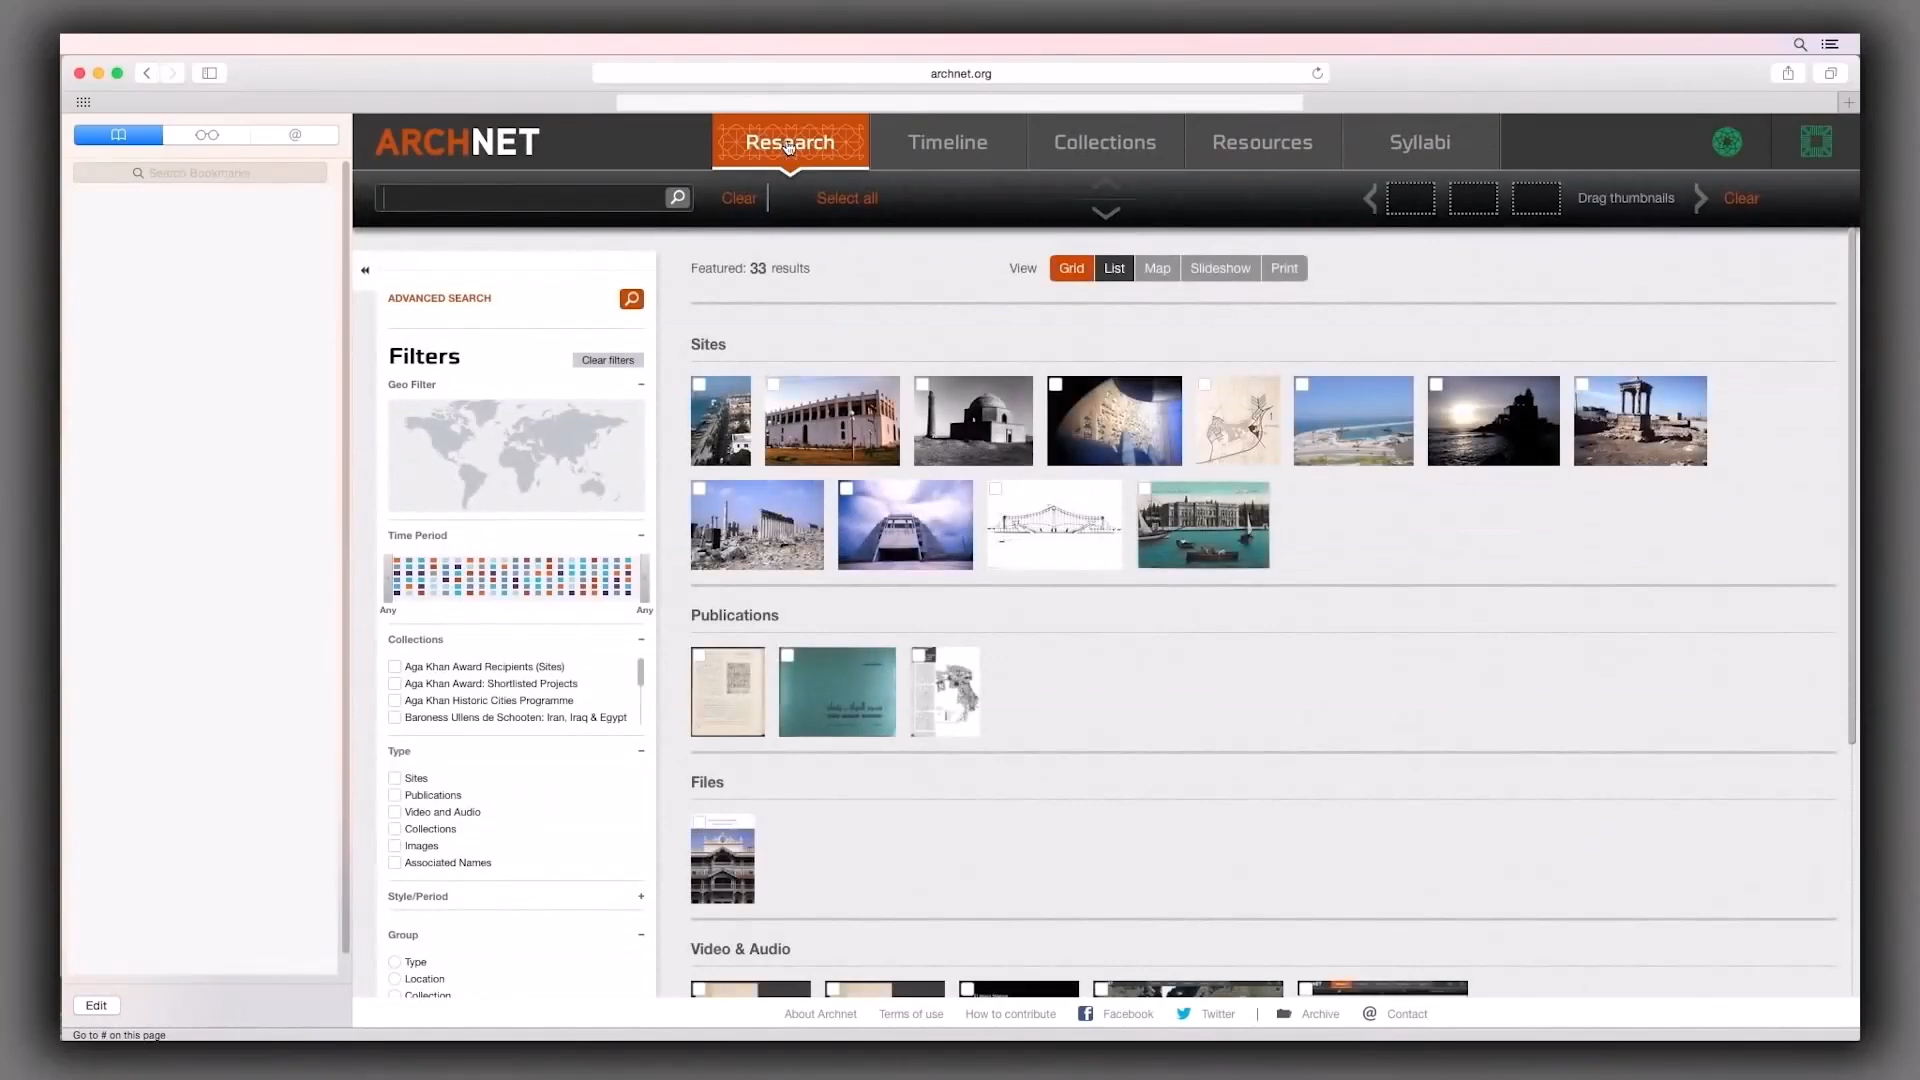 archnet.org
Search Bookmarks
ARCHNET
Research
Timeline
Collections
Resources
Syllabi
Clear
Select all
Drag thumbnails
Clear
ADVANCED SEARCH
Filters
Clear filters
Geo Filter
Time Period
Any
Any
Collections
Aga Khan Award Recipients (Sites)
Aga Khan Award: Shortlisted Projects
Aga Khan Historic Cities Programme
Baroness Ullens de Schooten: Iran, Iraq & Egypt
Type
Sites
Publications
Video and Audio
Collections
Images
Associated Names
Style/Period
Group
Type
Location
Collection
Featured: 33 results
View
Grid
List
Map
Slideshow
Print
Sites
Publications
Files
Video & Audio
Edit
About Archnet
Terms of use
How to contribute
Facebook
Twitter
Archive
Contact
Go to # on this page